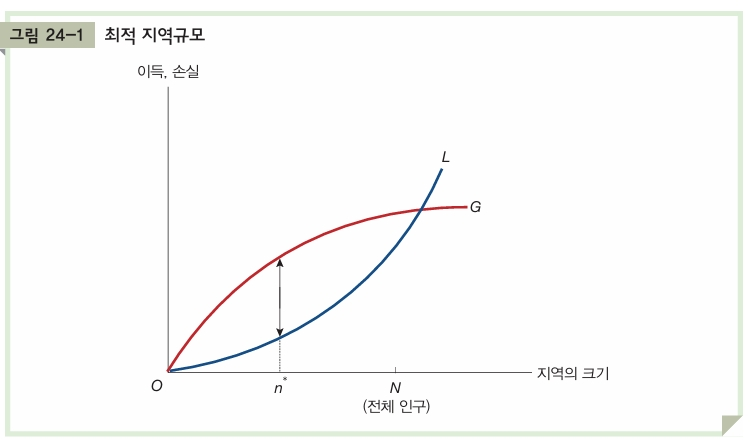 그림 24-1 최적 지역규모
이득, 손실
L
G
O
n*
N
지역의 크기
(전체 인구)